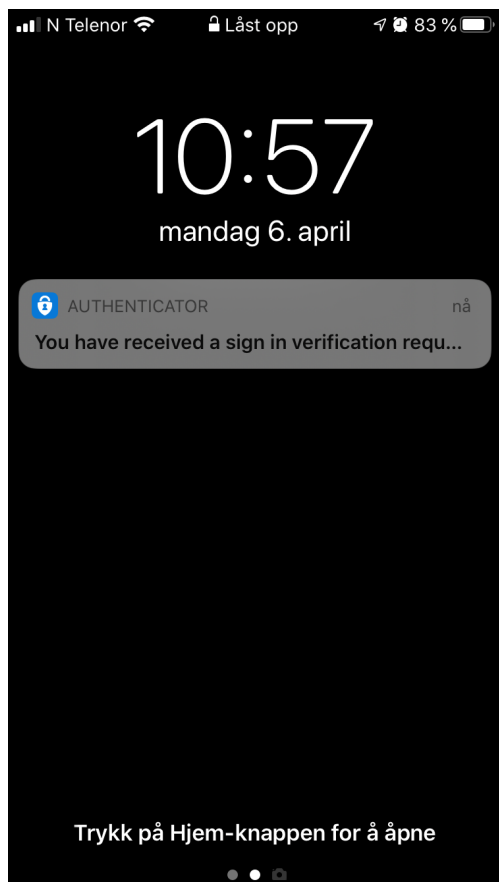 N Telenor Låst opp 83 %
10:57
mandag 6. april
AUTHENTICATOR nå
You have received a sign in verification requ...
Trykk på Hjem-knappen for å åpne